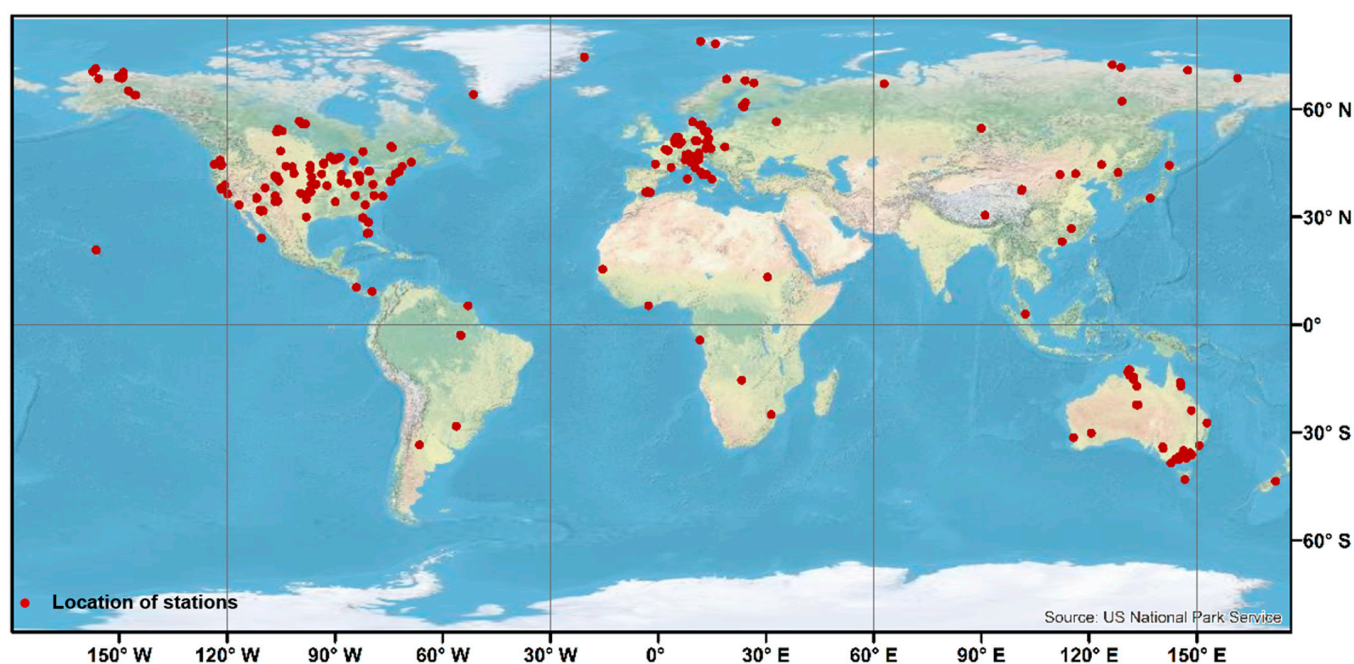 60° N
30° N
0°
30° S
60° S
Location of stations
Source: US National Park Service
150° W 120° W 90° W 60° W 30° W 0° 30° E 60° E 90° E 120° E 150° E